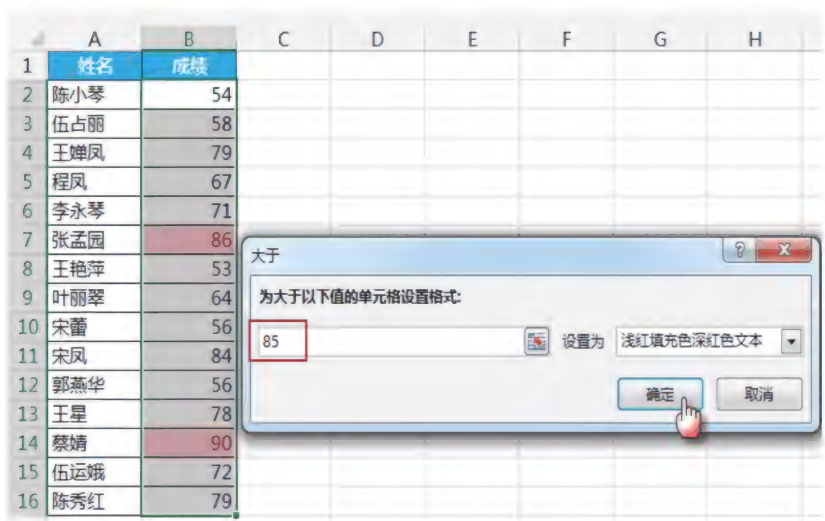 A B C D E F G H
1 姓名 成绩
2 陈小琴 54
3 伍占丽 58
4 王婵凤 79
5 程凤 67
6 李永琴 71
7 张孟园 86
8 王艳萍 53
9 叶丽翠 64
10 宋蕾 56
11 宋凤 84
12 郭燕华 56
13 王星 78
14 蔡婧 90
15 伍运娥 72
16 陈秀红 79
大于
?
为大于以下值的单元格设置格式:
85 设置为 浅红填充色深红色文本
确定 取消